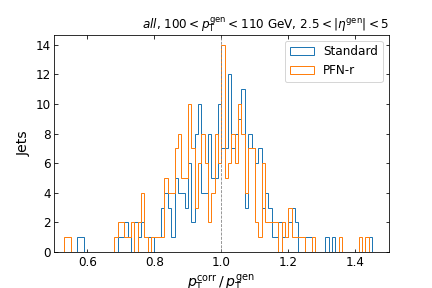 all, 100 < p_T^gen < 110 GeV, 2.5 < |η^gen| < 5
Standard
PFN-r
Jets
14
12
10
8
6
4
2
0
0.6 0.8 1.0 1.2 1.4
p_T^corr / p_T^gen